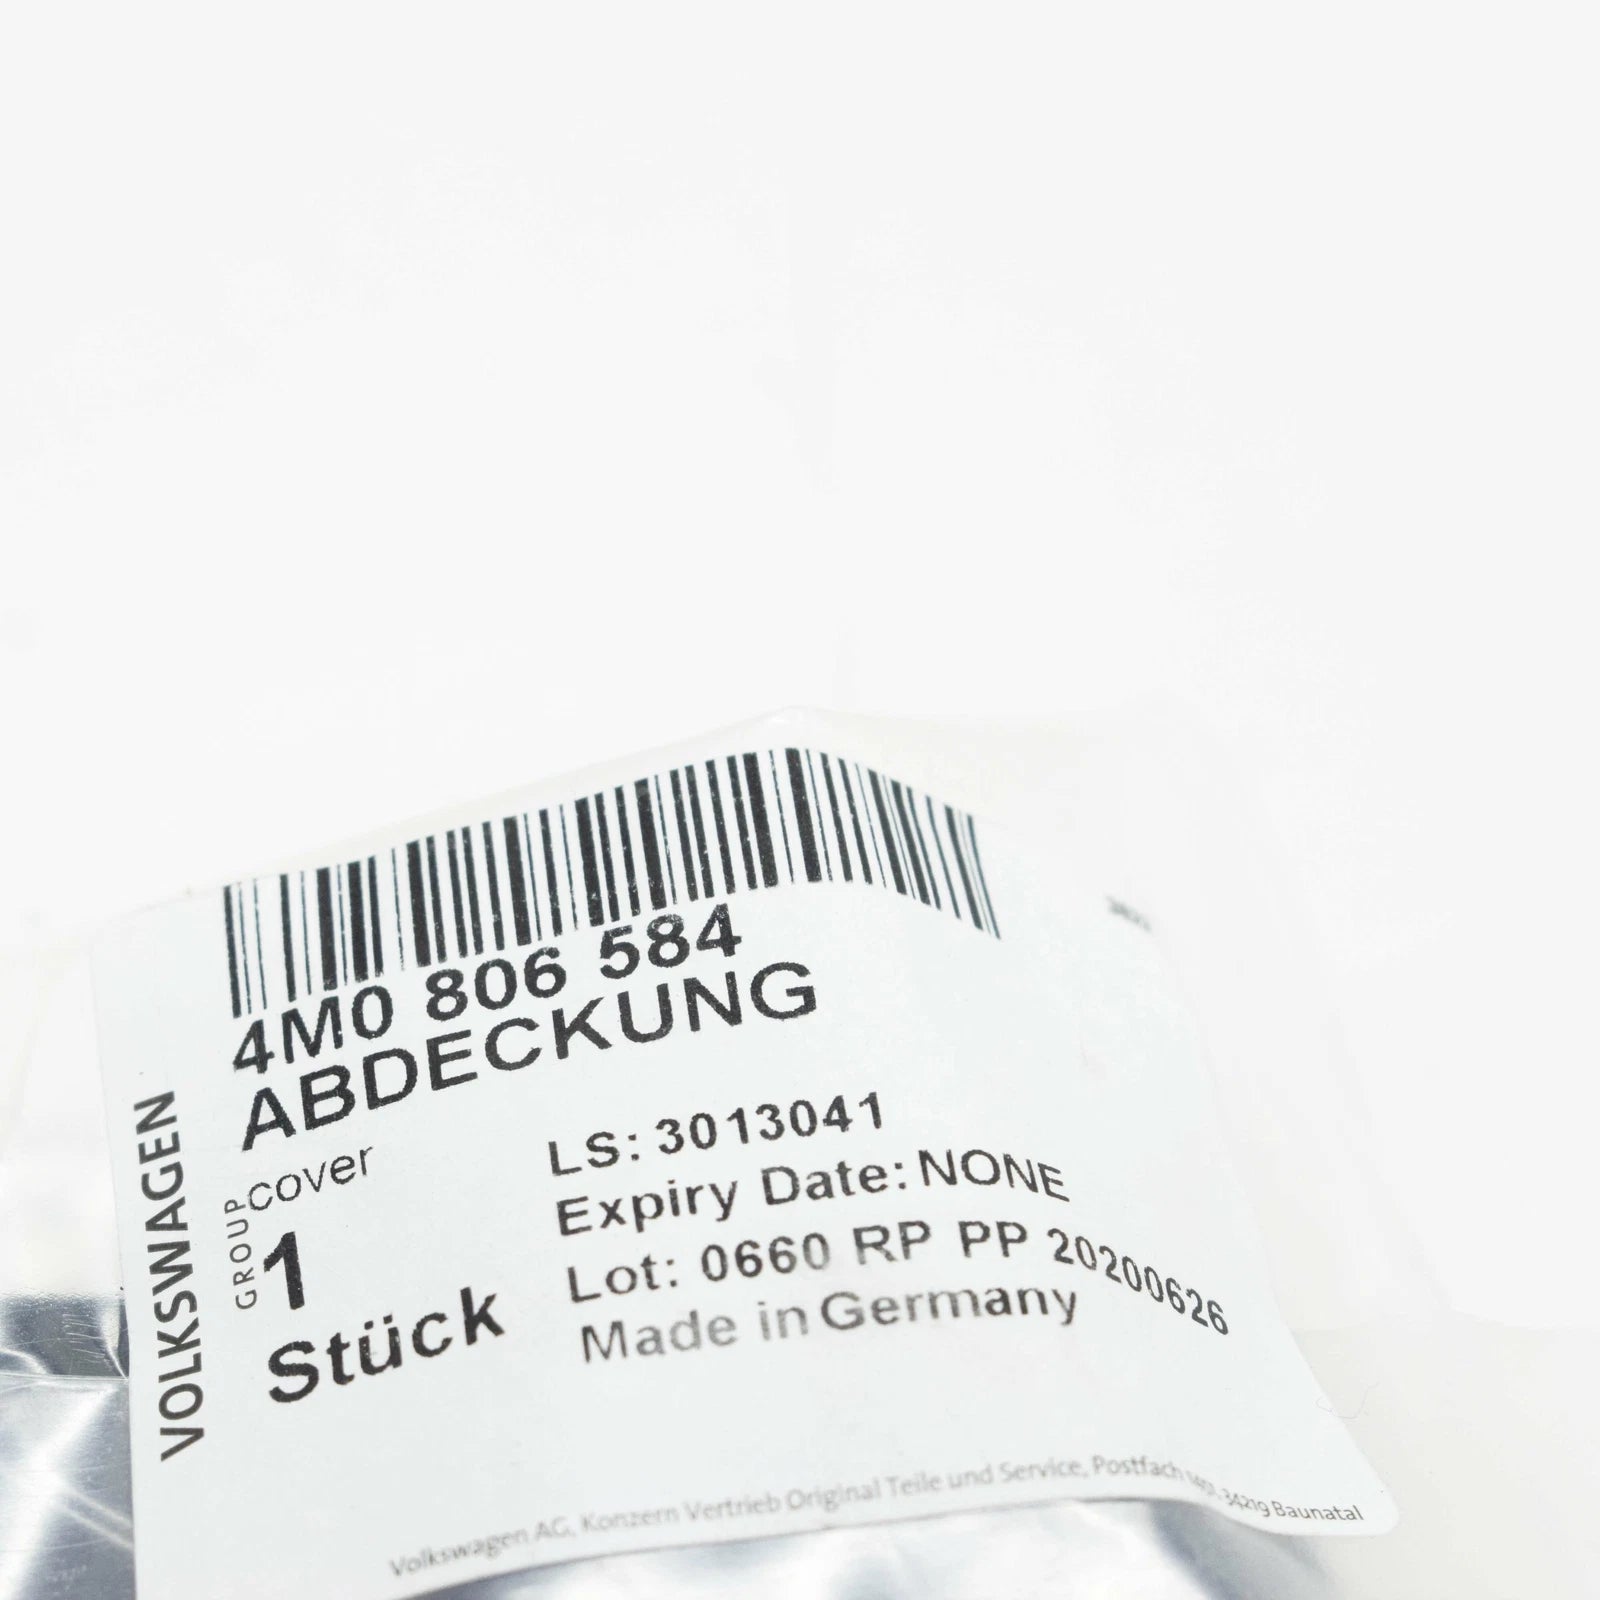 4M0 806 584
ABDECKUNG
cover
1
Stück
LS: 3013041
Expiry Date: NONE
Lot: 0660 RP PP 20200626
Made in Germany
VOLKSWAGEN
GROUP
Volkswagen AG, Konzern Vertrieb Original Teile und Service, Postfach 34219 Baunatal